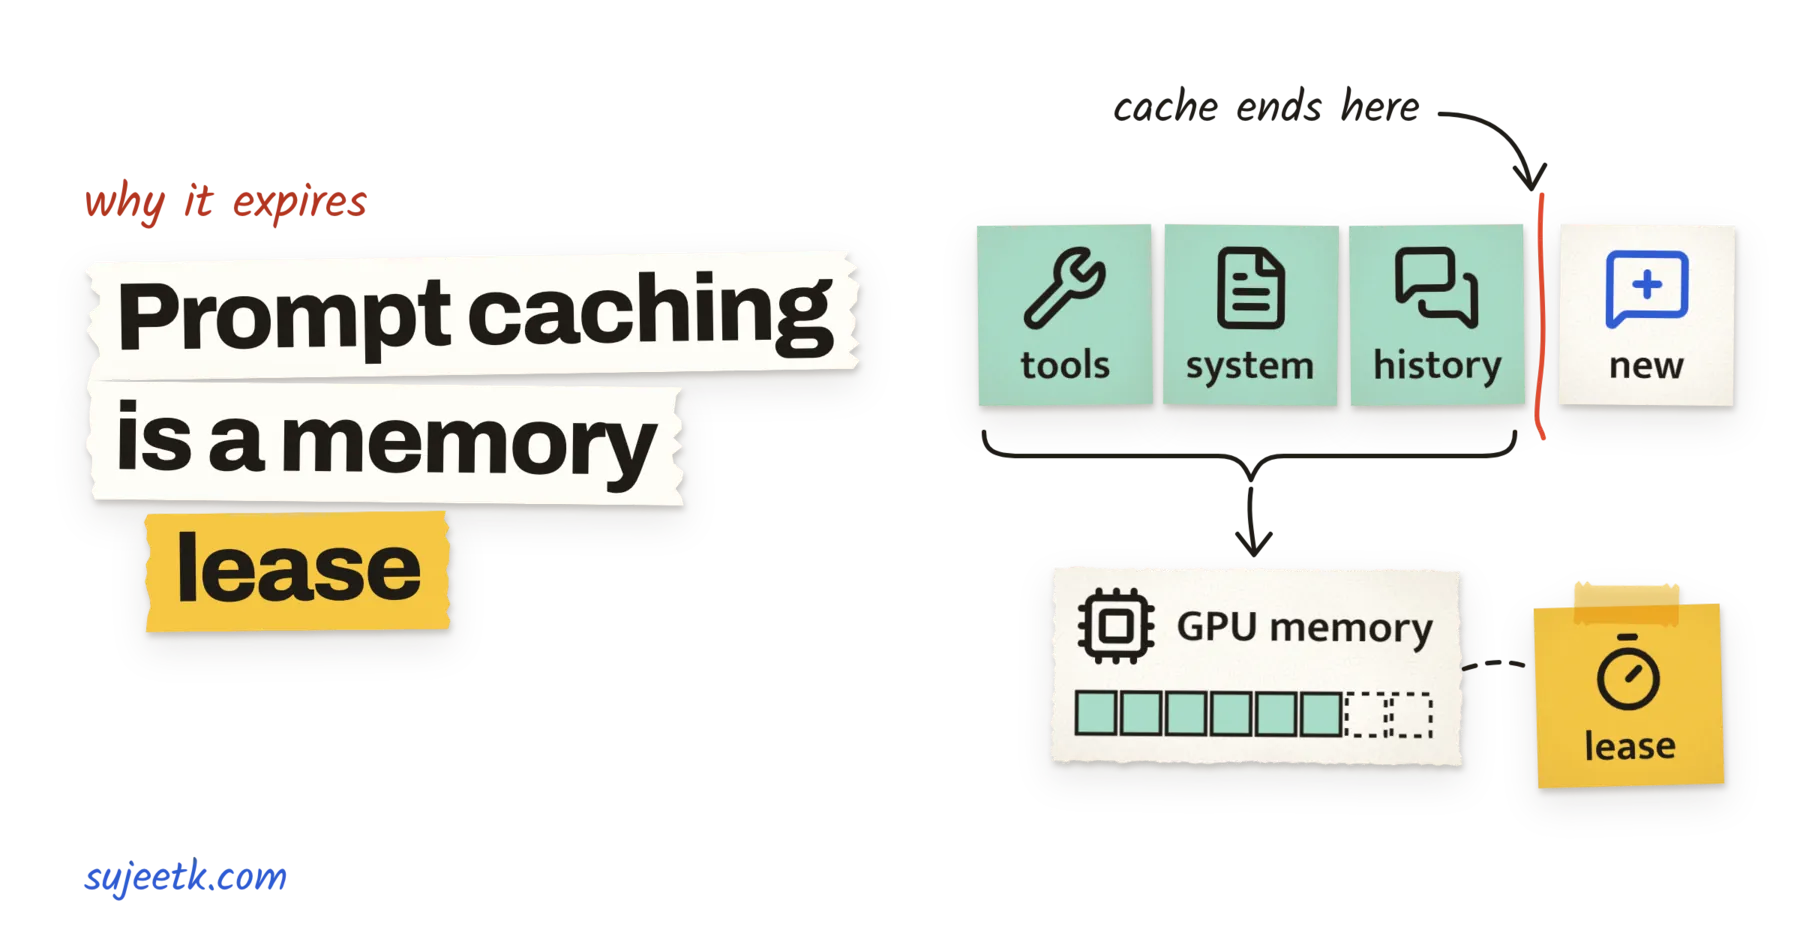 why it expires
Prompt caching
is a memory
lease
cache ends here
tools
system
history
new
GPU memory
lease
sujeetk.com